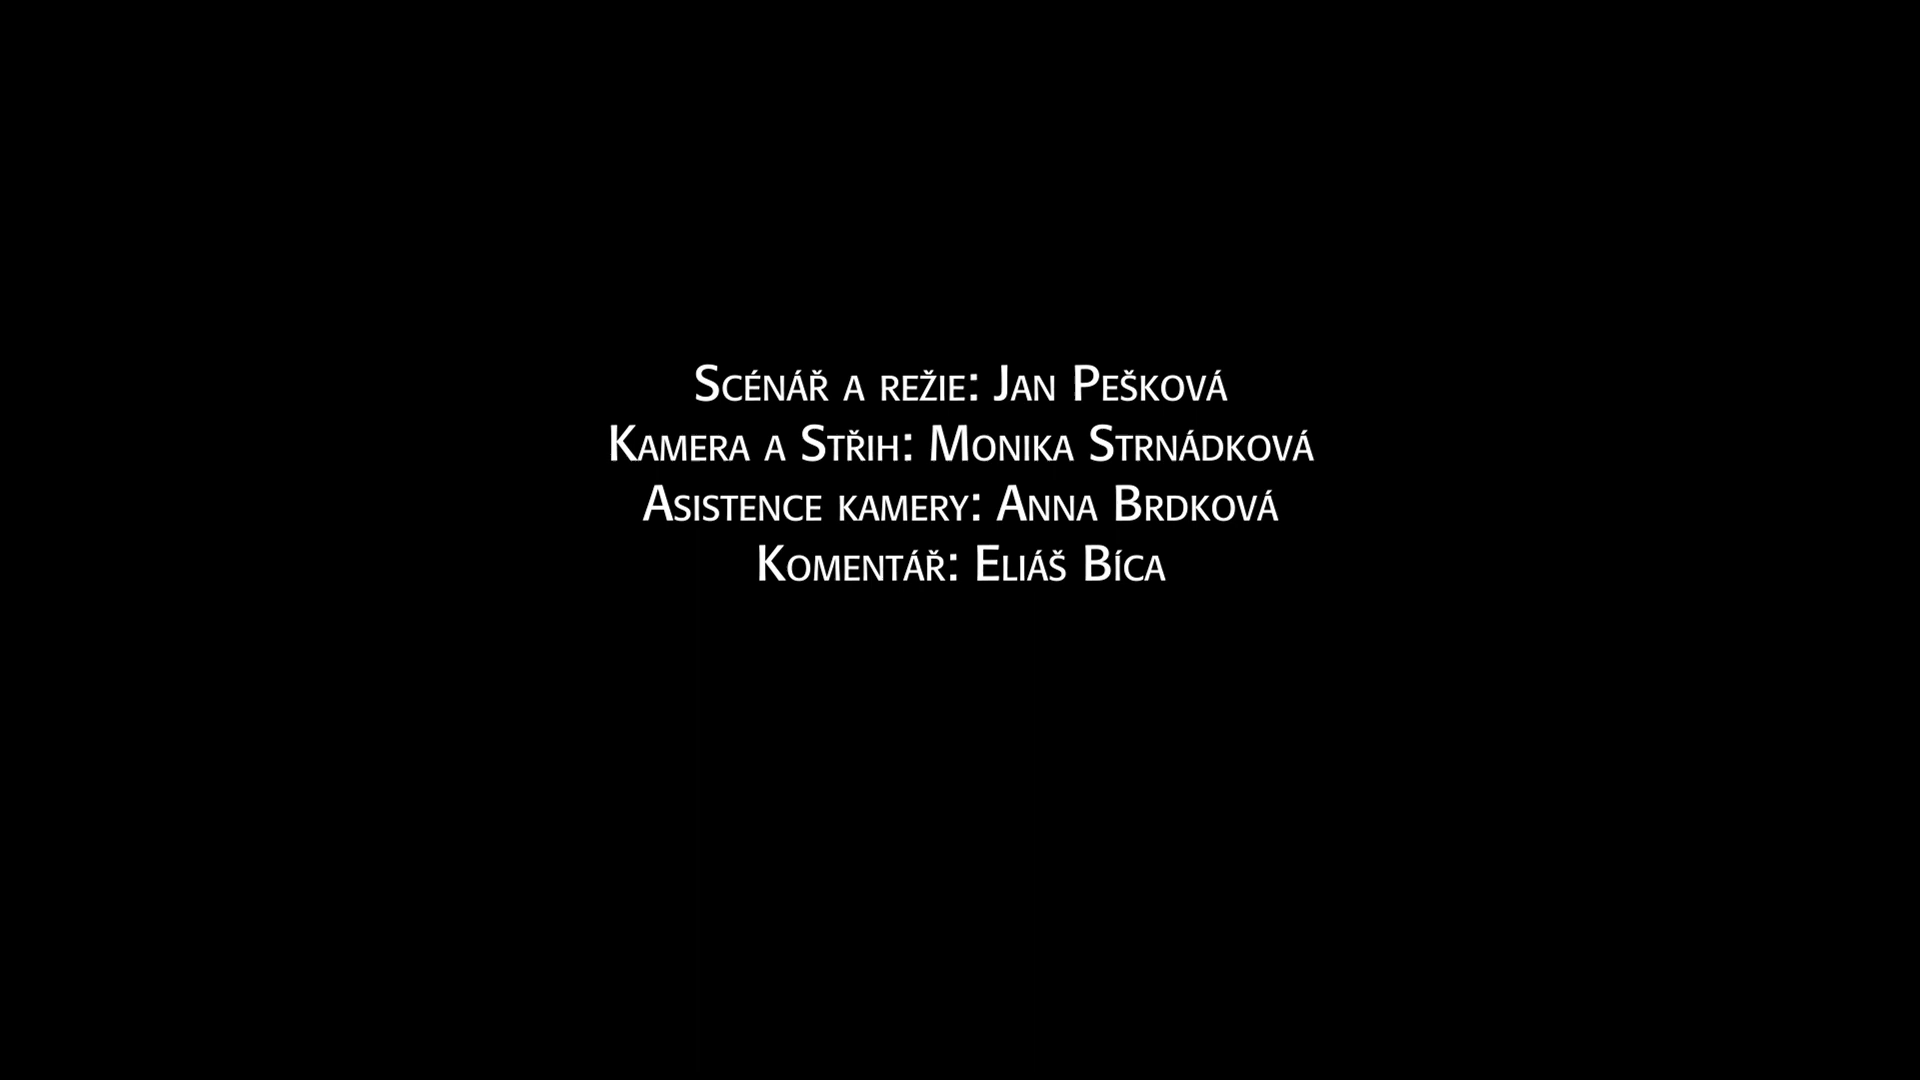 Scénář a režie: Jan Pešková
Kamera a Střih: Monika Strnádková
Asistence kamery: Anna Brdková
Komentář: Eliáš Bíca